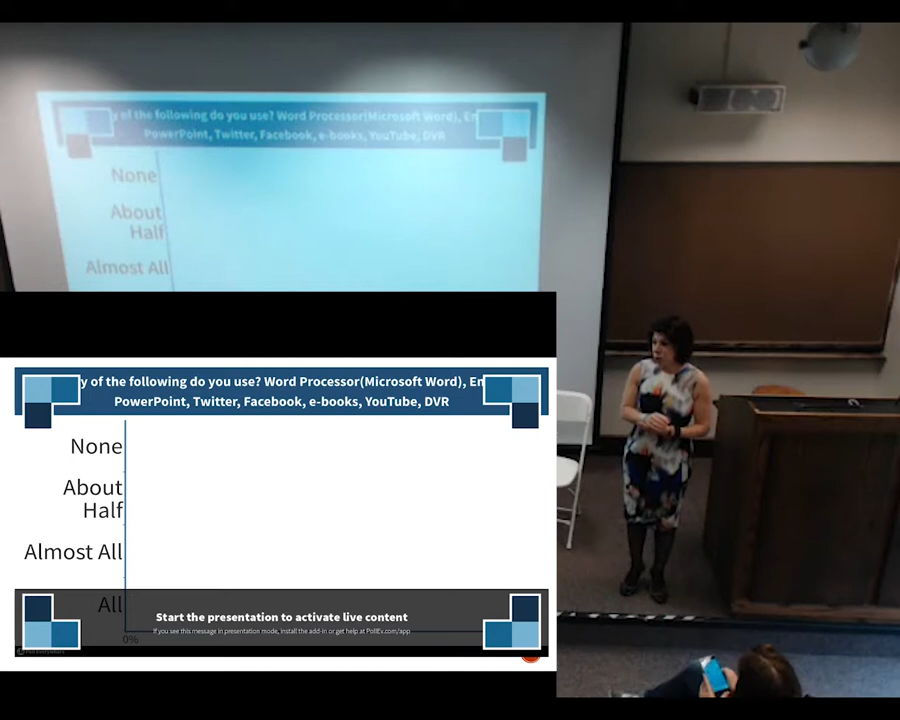 y of the following do you use? Word Processor(Microsoft Word), En
PowerPoint, Twitter, Facebook, e-books, YouTube, DVR
None
About
Half
Almost All
y of the following do you use? Word Processor(Microsoft Word), En
PowerPoint, Twitter, Facebook, e-books, YouTube, DVR
None
About
Half
Almost All
All
Start the presentation to activate live content
If you see this message in presentation mode, install the add-in or get help at PollEv.com/app
0%
Poll Everywhere